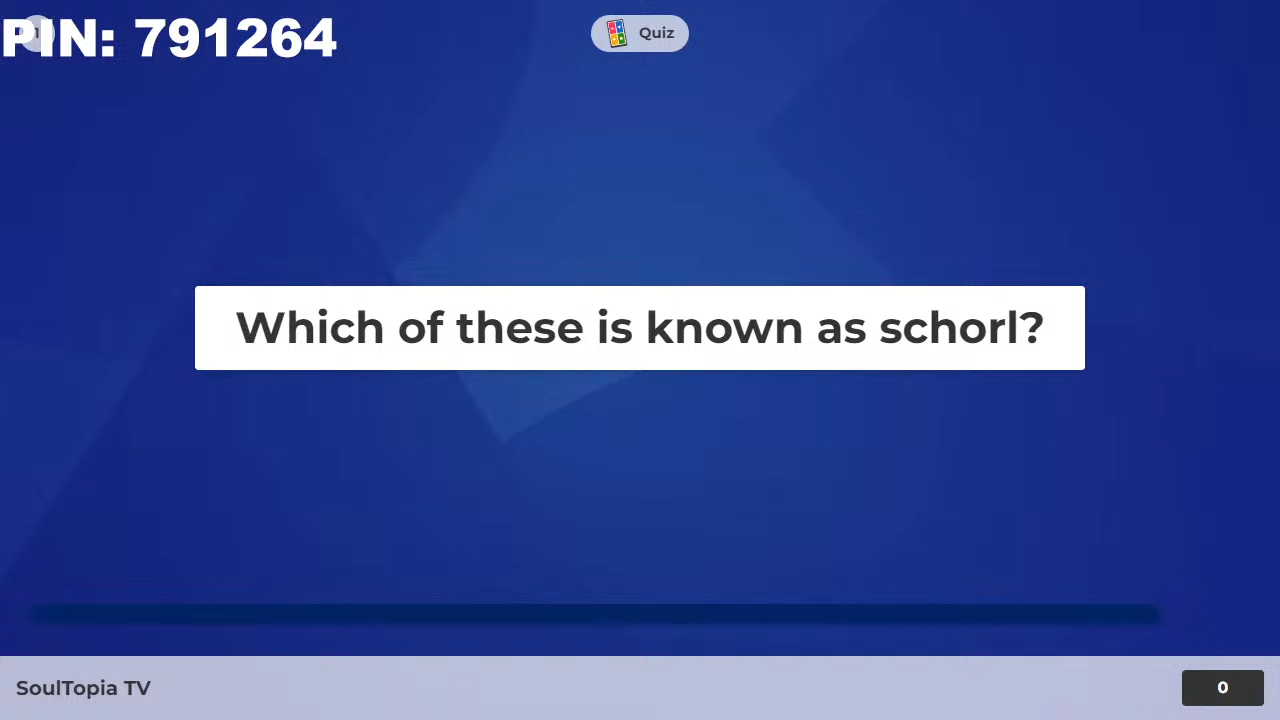 PIN: 791264
Quiz
Which of these is known as schorl?
SoulTopia TV
0